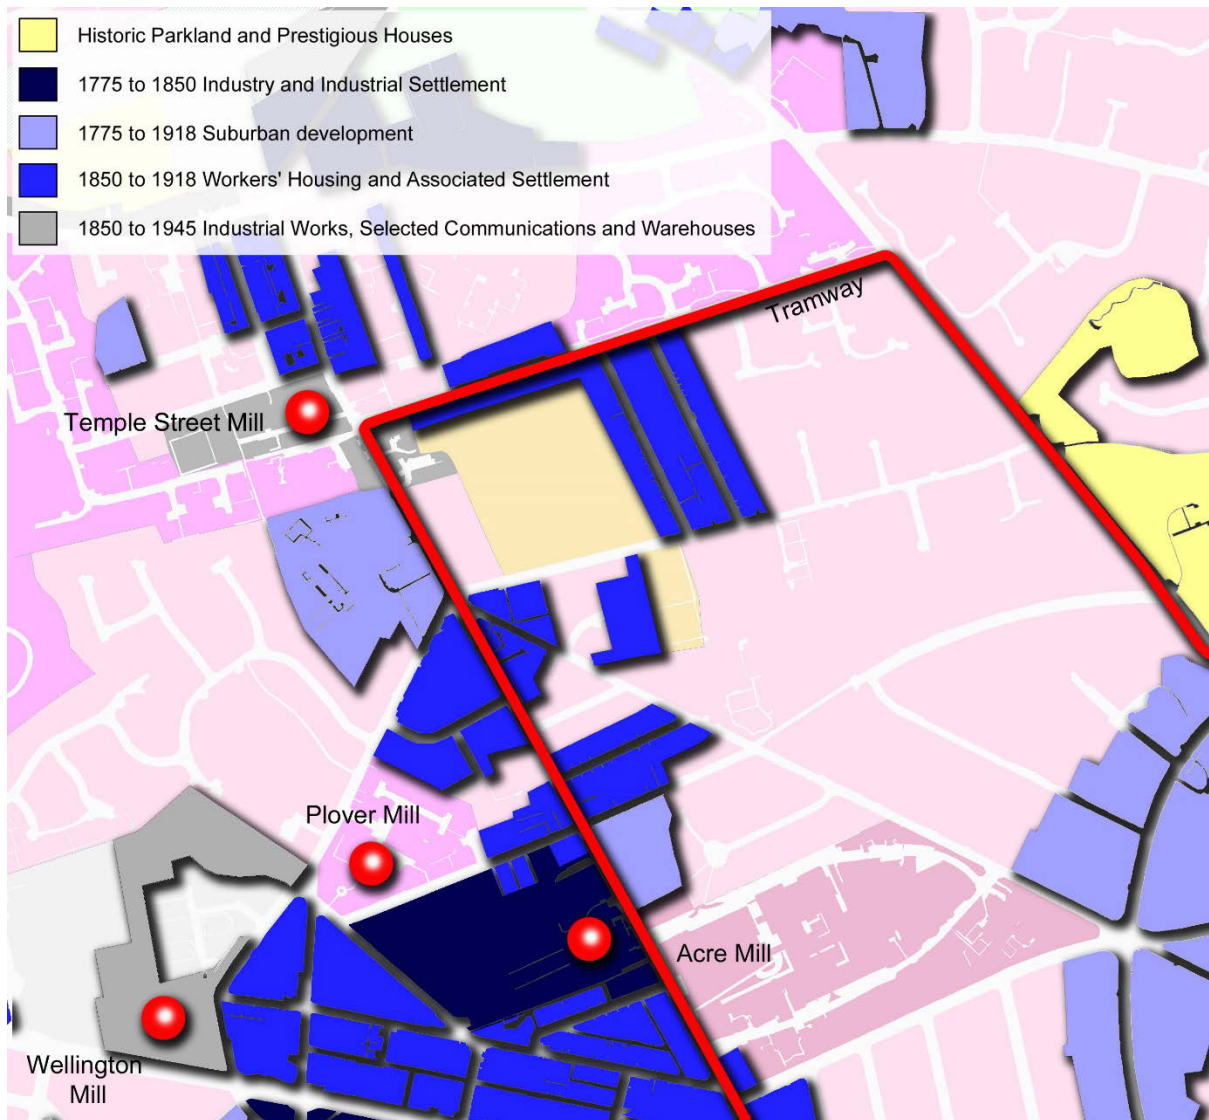 Historic Parkland and Prestigious Houses
1775 to 1850 Industry and Industrial Settlement
1775 to 1918 Suburban development
1850 to 1918 Workers' Housing and Associated Settlement
1850 to 1945 Industrial Works, Selected Communications and Warehouses
Tramway
Temple Street Mill
Plover Mill
Acre Mill
Wellington
Mill